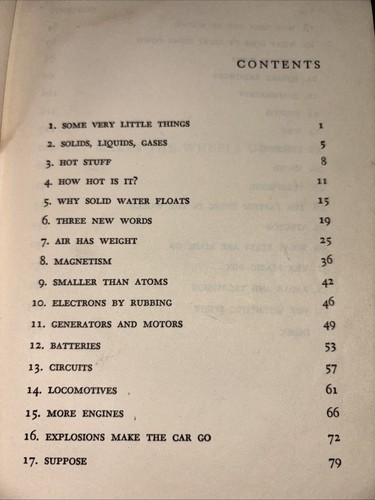 CONTENTS
1. SOME VERY LITTLE THINGS 1
2. SOLIDS, LIQUIDS, GASES 5
3. HOT STUFF 8
4. HOW HOT IS IT? 11
5. WHY SOLID WATER FLOATS 15
6. THREE NEW WORDS 19
7. AIR HAS WEIGHT 25
8. MAGNETISM 36
9. SMALLER THAN ATOMS 42
10. ELECTRONS BY RUBBING 46
11. GENERATORS AND MOTORS 49
12. BATTERIES 53
13. CIRCUITS 57
14. LOCOMOTIVES 61
15. MORE ENGINES 66
16. EXPLOSIONS MAKE THE CAR GO 72
17. SUPPOSE 79